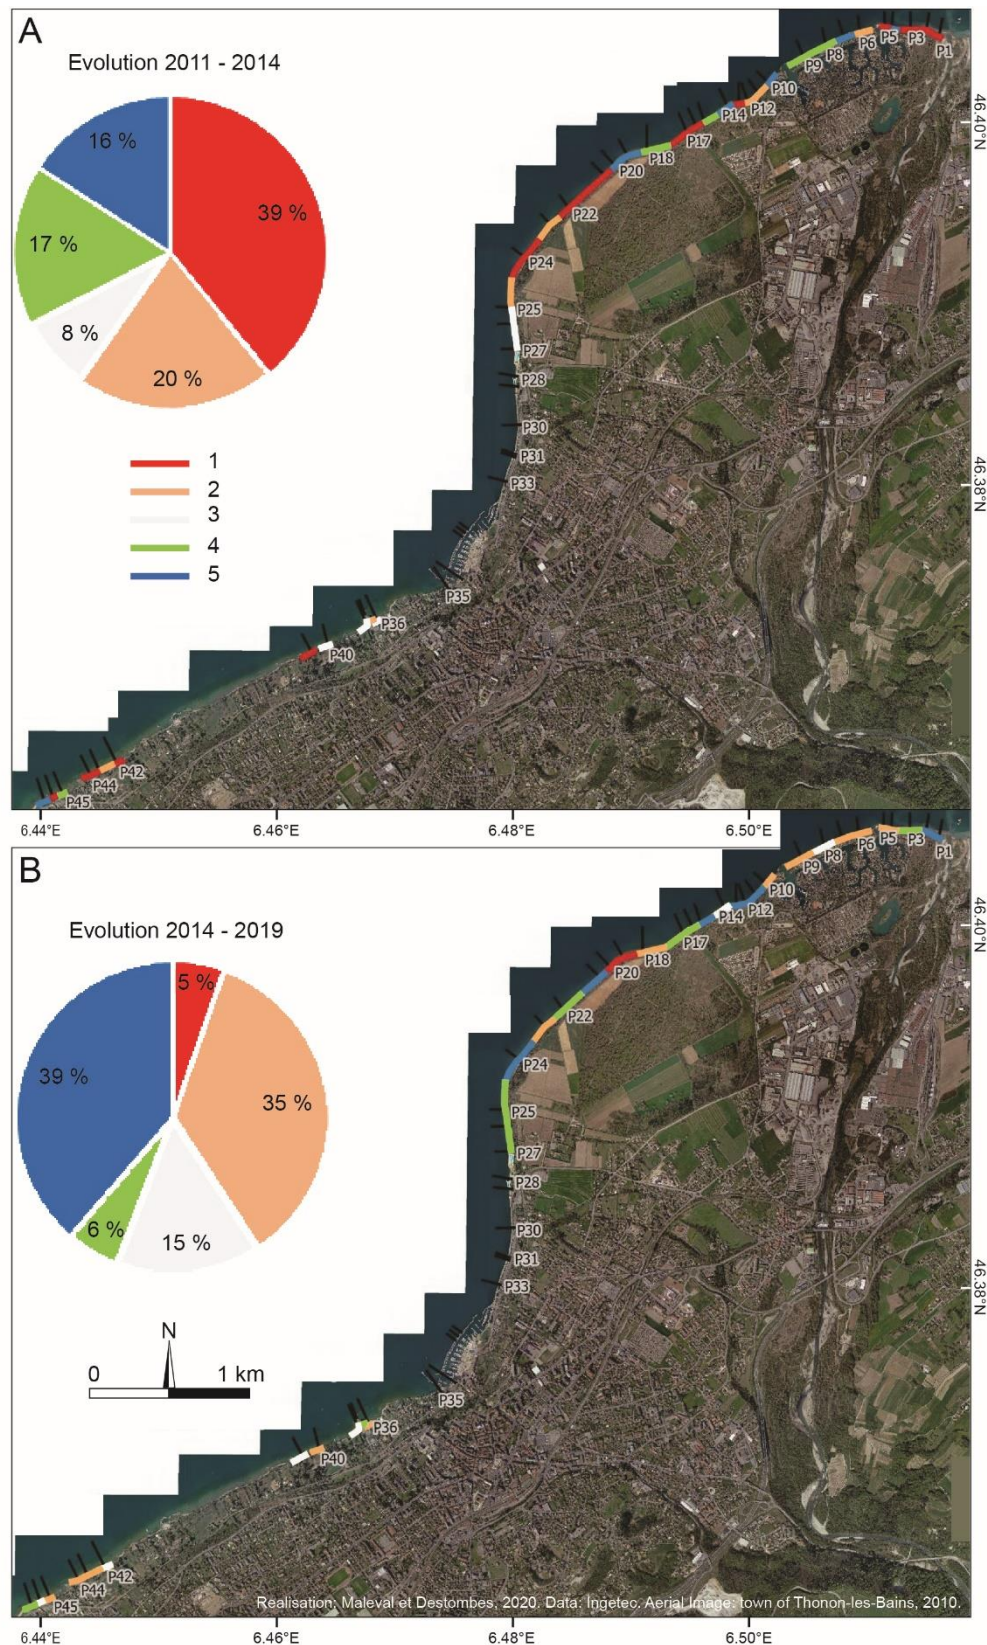 A
Evolution 2011 - 2014
16 %
39 %
17 %
8 %
20 %
1
2
3
4
5
P1
P3
P5
P6
P8
P9
P10
P12
P14
P17
P18
P20
P22
P24
P25
P27
P28
P30
P31
P33
P35
P36
P40
P42
P44
P45
46.40°N
46.38°N
6.44°E
6.46°E
6.48°E
6.50°E
B
Evolution 2014 - 2019
5 %
39 %
35 %
6 %
15 %
N
0 1 km
P1
P3
P5
P6
P8
P9
P10
P12
P14
P17
P18
P20
P22
P24
P25
P27
P28
P30
P31
P33
P35
P36
P40
P42
P44
P45
46.40°N
46.38°N
Realisation: Maleval et Destombes, 2020. Data: Ingetec. Aerial Image: town of Thonon-les-Bains, 2010.
6.44°E
6.46°E
6.48°E
6.50°E